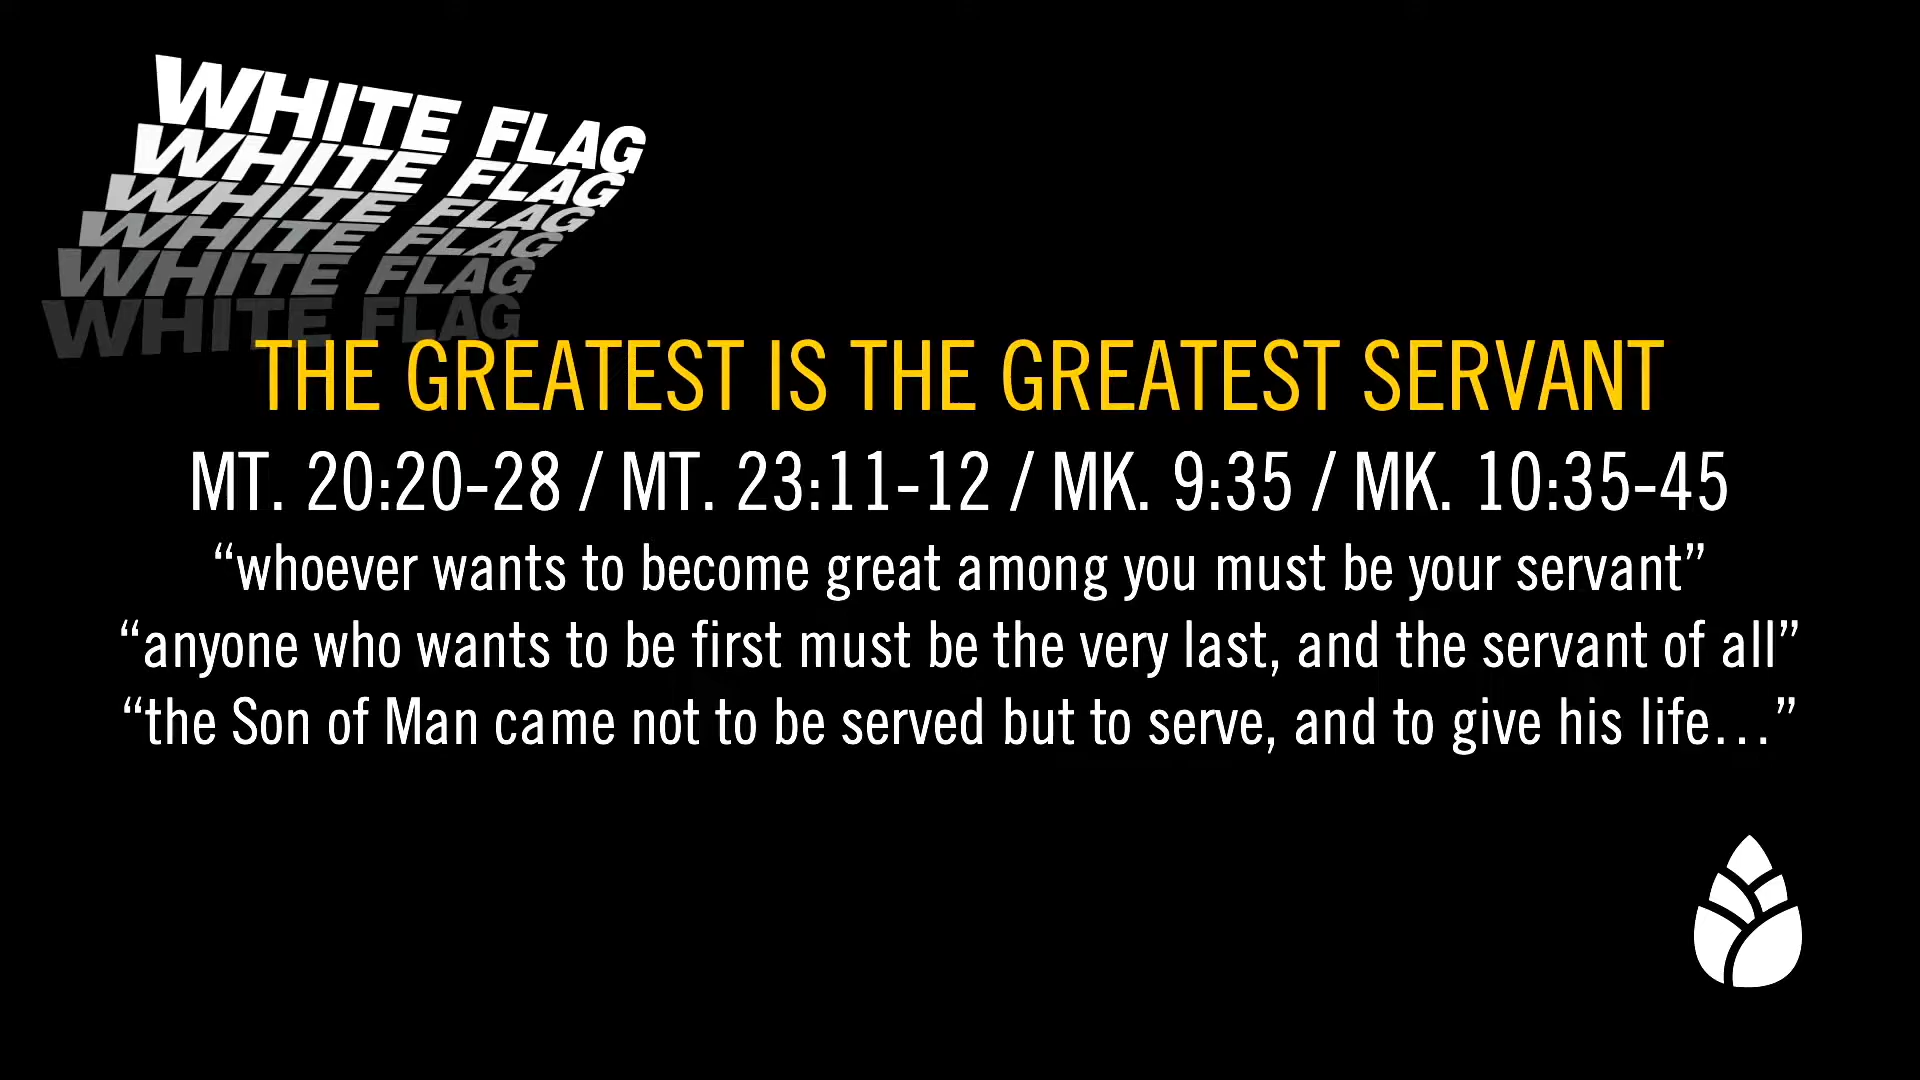 WHITE FLAG
WHITE FLAG
WHITE FLAG
WHITE FLAG
WHITE FLAG
WHITE FLAG
THE GREATEST IS THE GREATEST SERVANT
MT. 20:20-28 / MT. 23:11-12 / MK. 9:35 / MK. 10:35-45
“whoever wants to become great among you must be your servant”
“anyone who wants to be first must be the very last, and the servant of all”
“the Son of Man came not to be served but to serve, and to give his life…”